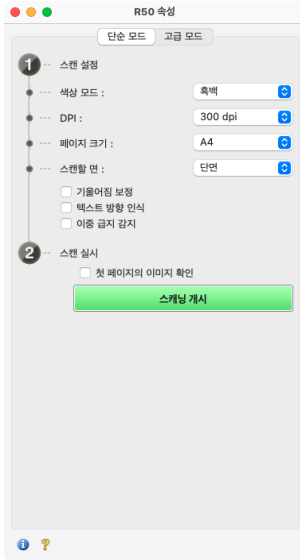 R50 속성
단순 모드 고급 모드
1 스캔 설정
색상 모드 : 흑백
DPI : 300 dpi
페이지 크기 : A4
스캔할 면 : 단면
기울어짐 보정
텍스트 방향 인식
이중 급지 감지
2 스캔 실시
첫 페이지의 이미지 확인
스캐닝 개시